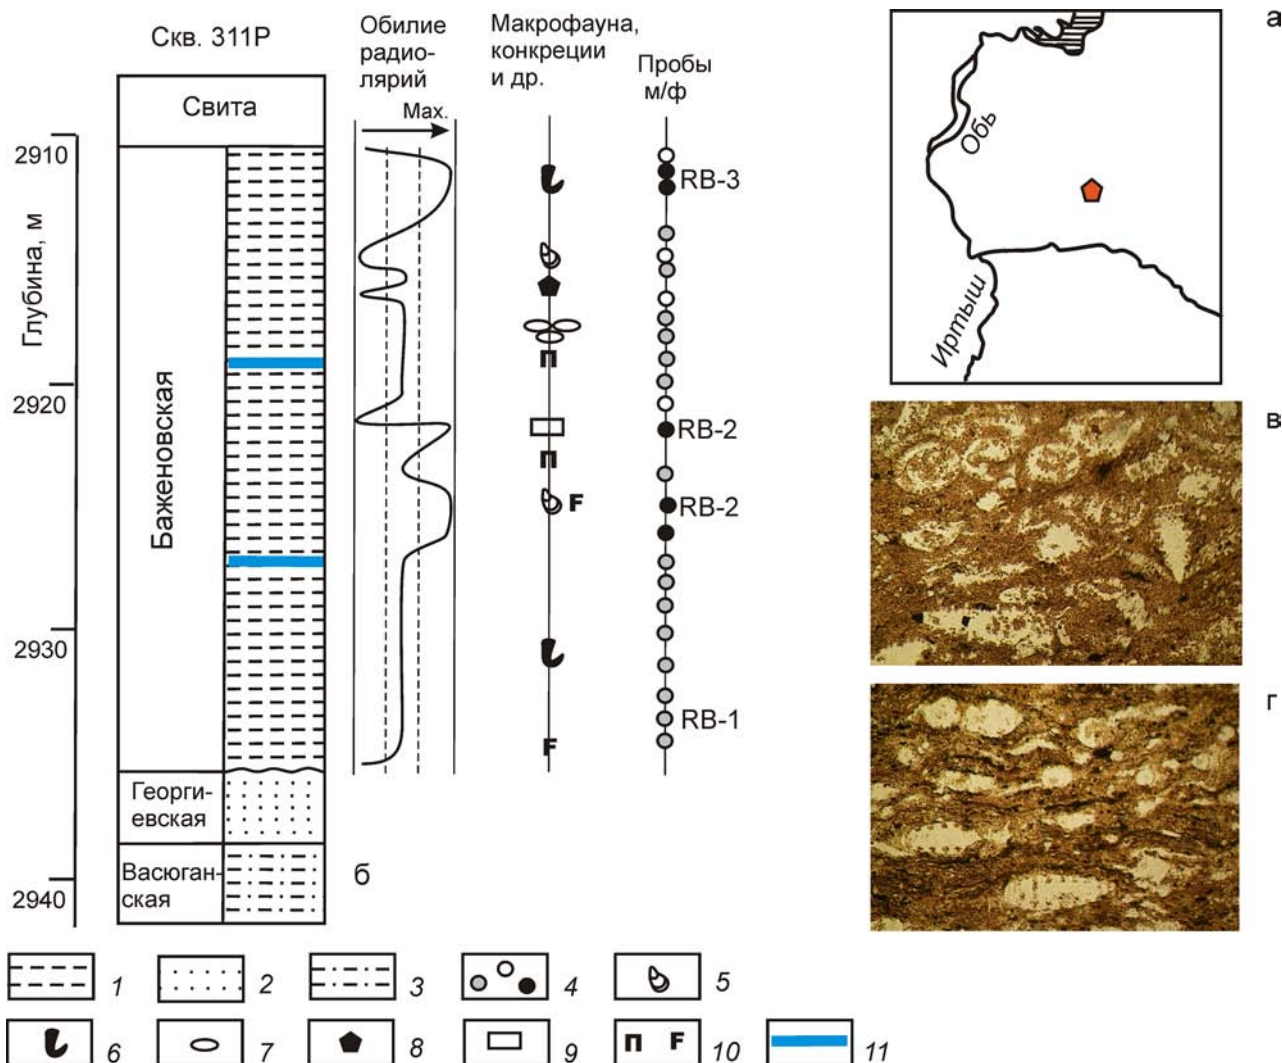 Скв. 311Р
Обилие
радио-
лярий
Макрофауна,
конкреции
и др.
Пробы
м/ф
Свита
Max.
Глубина, м
2910
2920
2930
2940
Баженовская
Георги-
евская
Васюган-
ская
П
П
F
F
RB-3
RB-2
RB-2
RB-1
б
а
Обь
Иртыш
в
г
1
2
3
4
5
6
7
8
9
П F
10
11